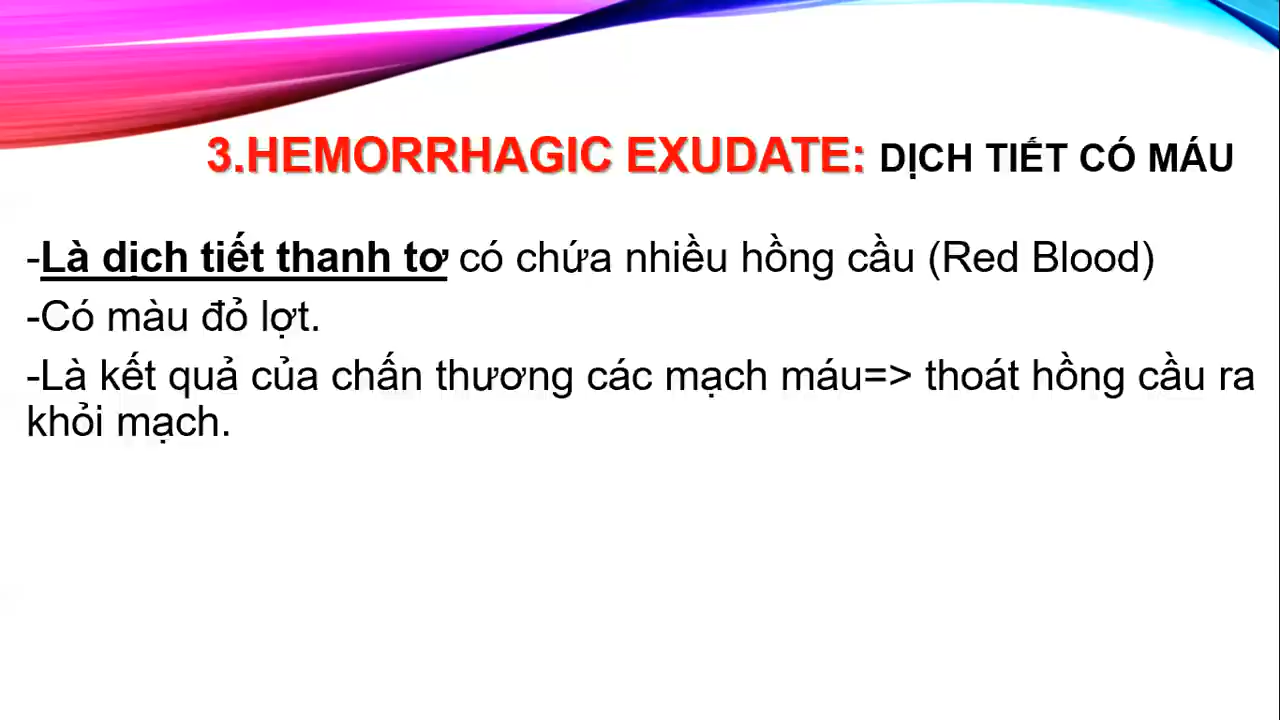 3.HEMORRHAGIC EXUDATE: DỊCH TIẾT CÓ MÁU
-Là dịch tiết thanh tơ có chứa nhiều hồng cầu (Red Blood)
-Có màu đỏ lợt.
-Là kết quả của chấn thương các mạch máu=> thoát hồng cầu ra
khỏi mạch.